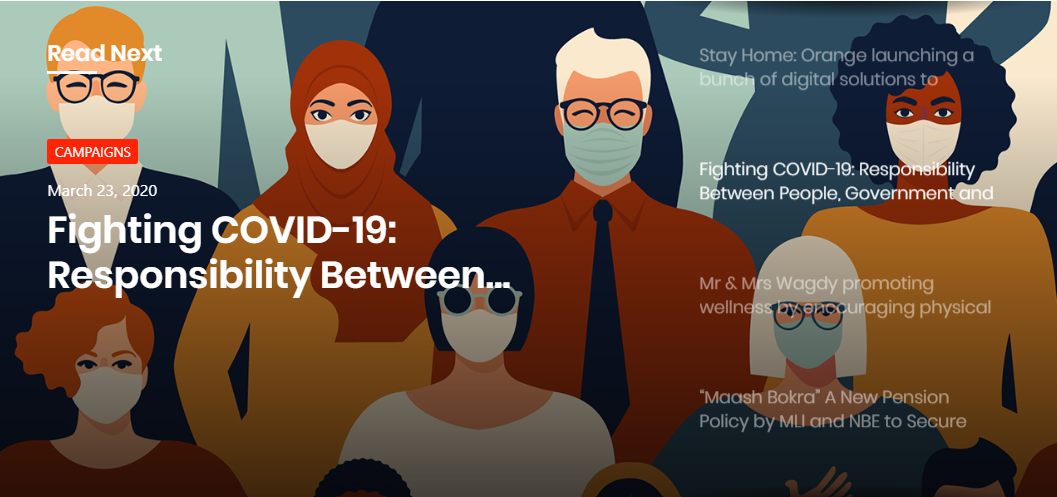 Read Next
CAMPAIGNS
March 23, 2020
Fighting COVID-19:
Responsibility Between...
Stay Home: Orange launching a
bunch of digital solutions to
Fighting COVID-19: Responsibility
Between People, Government and
Mr & Mrs Wagdy promoting
wellness by encouraging physical
“Maash Bokra” A New Pension
Policy by MLI and NBE to Secure